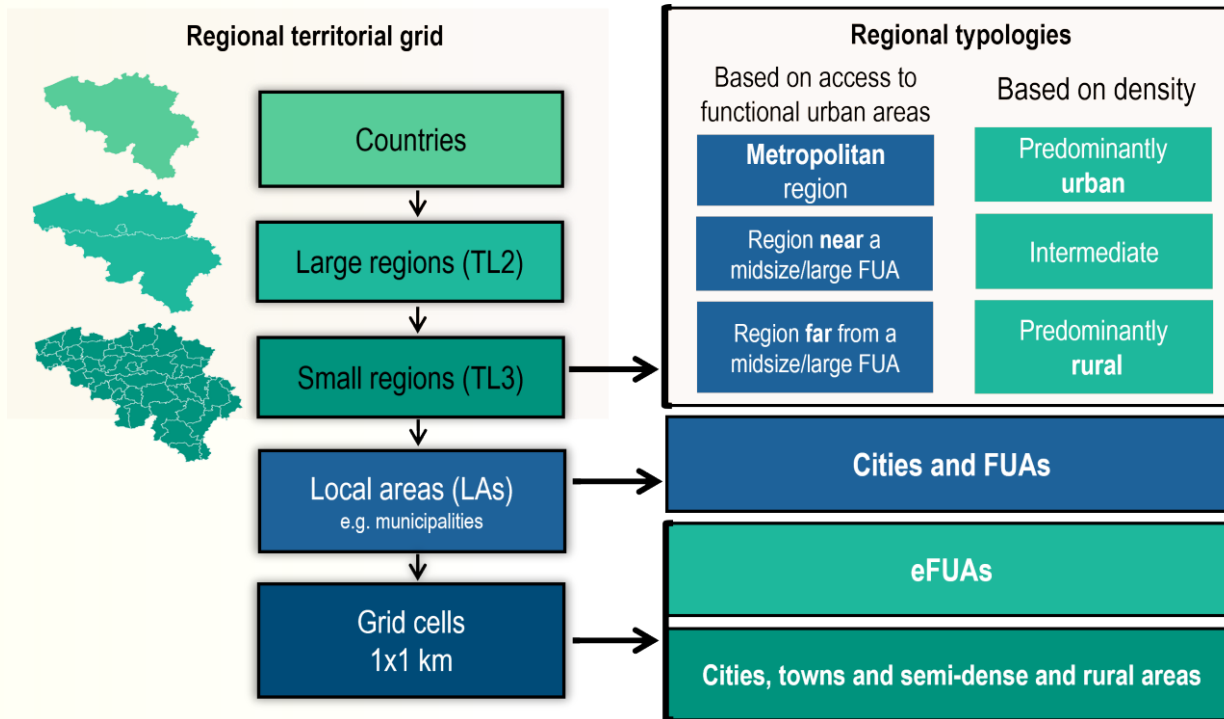 Regional territorial grid
Countries
Large regions (TL2)
Small regions (TL3)
Local areas (LAs)
e.g. municipalities
Grid cells
1x1 km
Regional typologies
Based on access to
functional urban areas
Metropolitan
region
Region near a
midsize/large FUA
Region far from a
midsize/large FUA
Based on density
Predominantly
urban
Intermediate
Predominantly
rural
Cities and FUAs
eFUAs
Cities, towns and semi-dense and rural areas